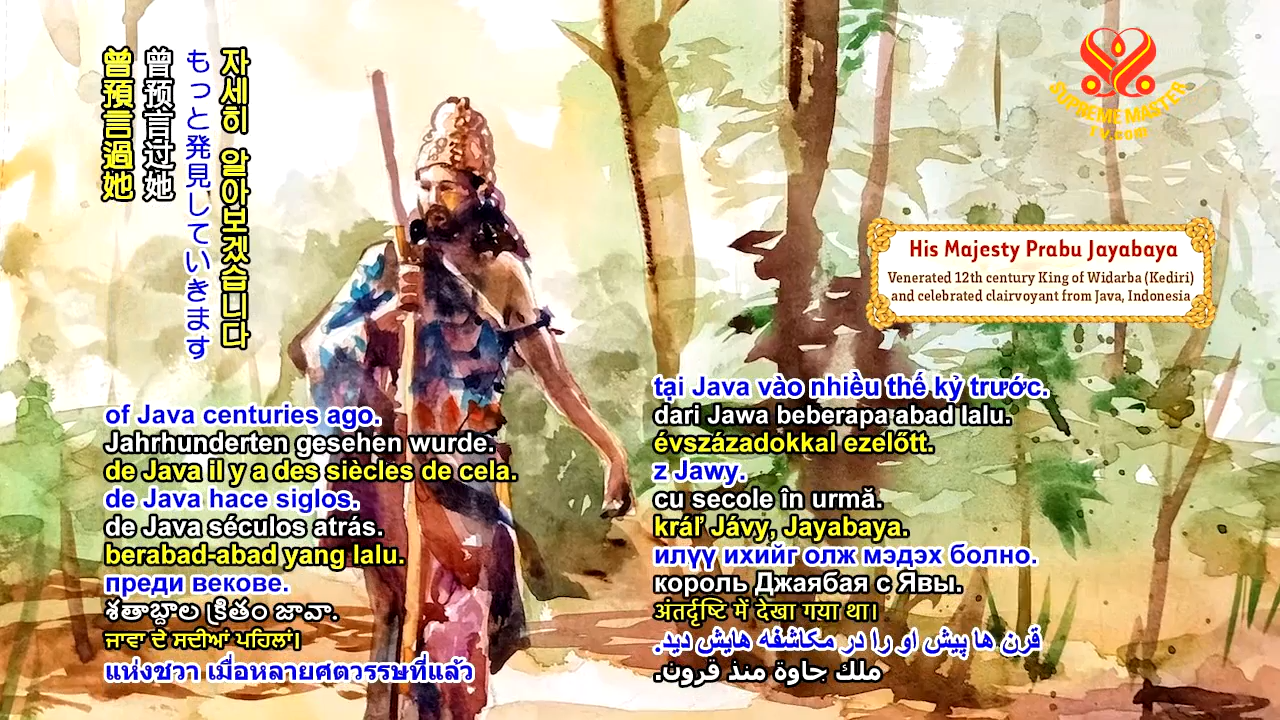 曾預言過她
曾预言过她
もっと発見していきます
자세히 알아보겠습니다
SUPREME MASTER
TV.COM
His Majesty Prabu Jayabaya
Venerated 12th century King of Widarba (Kediri)
and celebrated clairvoyant from Java, Indonesia
of Java centuries ago.
Jahrhunderten gesehen wurde.
de Java il y a des siècles de cela.
de Java hace siglos.
de Java séculos atrás.
berabad-abad yang lalu.
преди векове.
శతాబ్దాల క్రితం జావా.
ਜਾਵਾ ਦੇ ਸਦੀਆਂ ਪਹਿਲਾਂ।
แห่งชวา เมื่อหลายศตวรรษที่แล้ว
tại Java vào nhiều thế kỷ trước.
dari Jawa beberapa abad lalu.
évszázadokkal ezelőtt.
z Jawy.
cu secole în urmă.
kráľ Jávy, Jayabaya.
илүү ихийг олж мэдэх болно.
король Джаябая с Явы.
अंतर्दृष्टि में देखा गया था।
قرن ها پیش او را در مکاشفه هایش دید.
ملك جاوة منذ قرون.